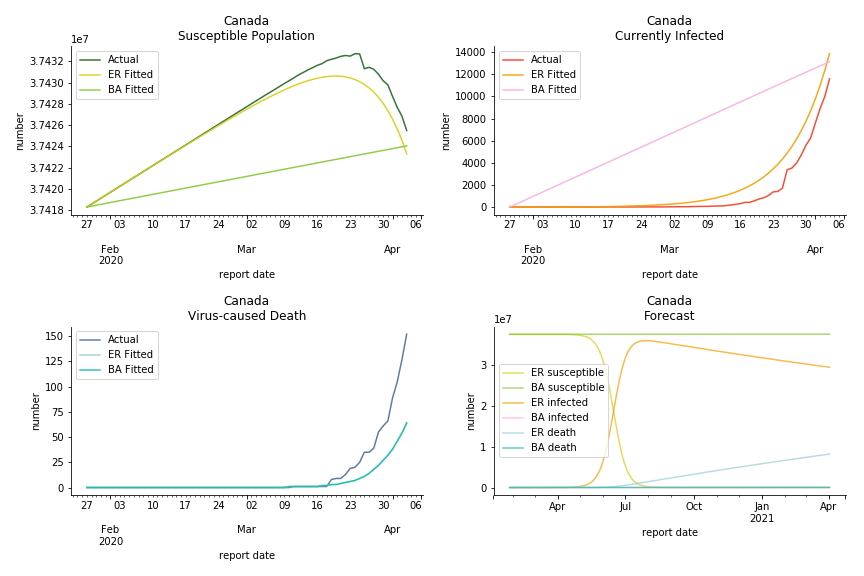 Canada
Susceptible Population
1e7
3.7432
3.7430
3.7428
3.7426
3.7424
3.7422
3.7420
3.7418
number
Actual
ER Fitted
BA Fitted
27 03 10 17 24 02 09 16 23 30 06
Feb Mar Apr
2020
report date
Canada
Currently Infected
14000
12000
10000
8000
6000
4000
2000
0
number
Actual
ER Fitted
BA Fitted
27 03 10 17 24 02 09 16 23 30 06
Feb Mar Apr
2020
report date
Canada
Virus-caused Death
150
125
100
75
50
25
0
number
Actual
ER Fitted
BA Fitted
27 03 10 17 24 02 09 16 23 30 06
Feb Mar Apr
2020
report date
Canada
Forecast
1e7
3
2
1
0
number
ER susceptible
BA susceptible
ER infected
BA infected
ER death
BA death
Apr Jul Oct Jan Apr
2021
report date